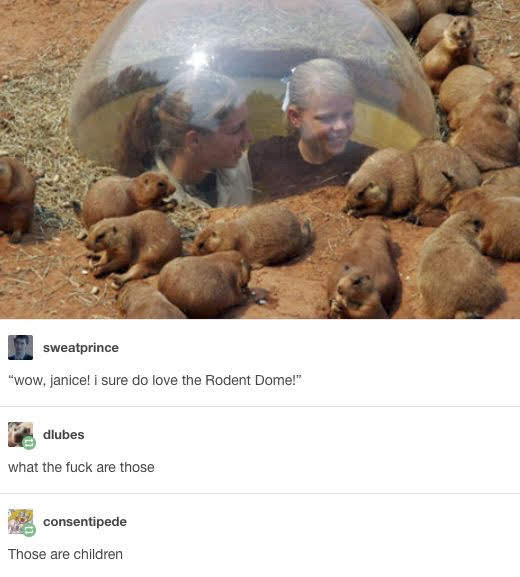 sweatprince
“wow, janice! i sure do love the Rodent Dome!”
dlubes
what the fuck are those
consentipede
Those are children